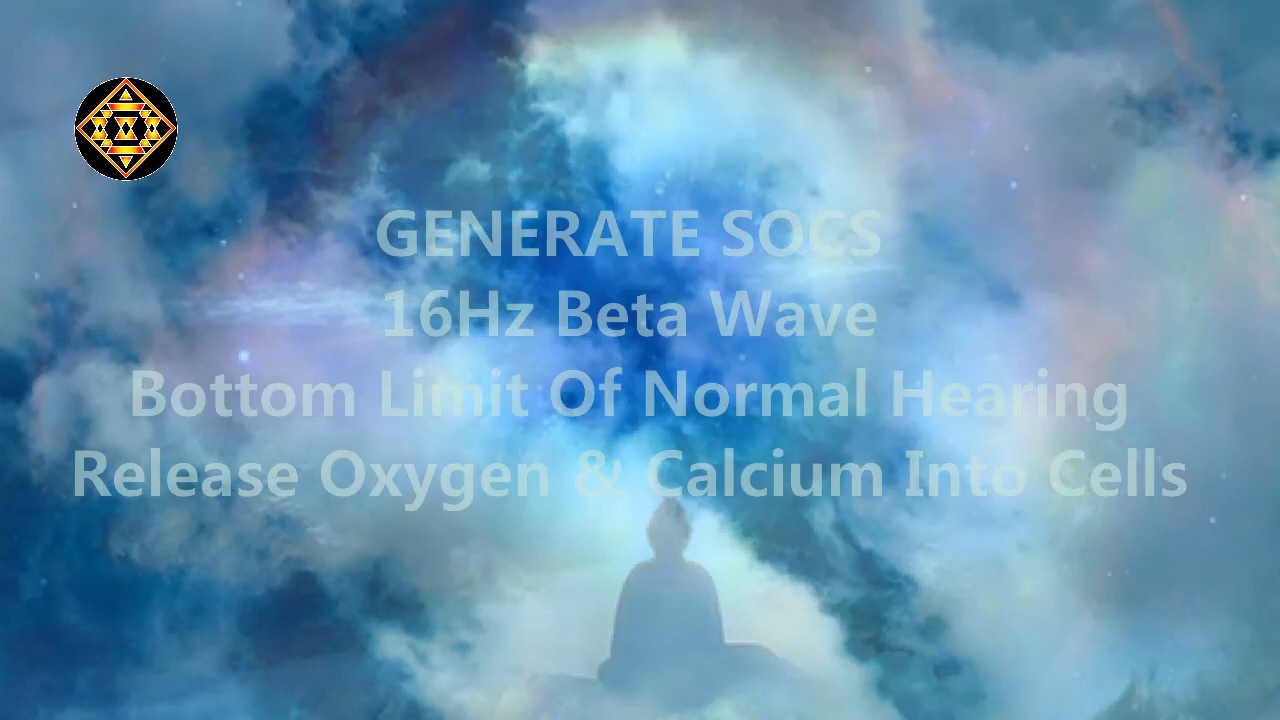 GENERATE SOCS
16Hz Beta Wave
Bottom Limit Of Normal Hearing
Release Oxygen & Calcium Into Cells